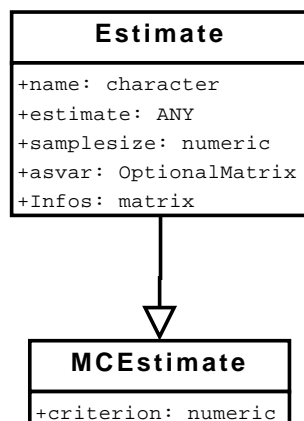 Estimate
+name: character
+estimate: ANY
+samplesize: numeric
+asvar: OptionalMatrix
+Infos: matrix
MCEstimate
+criterion: numeric